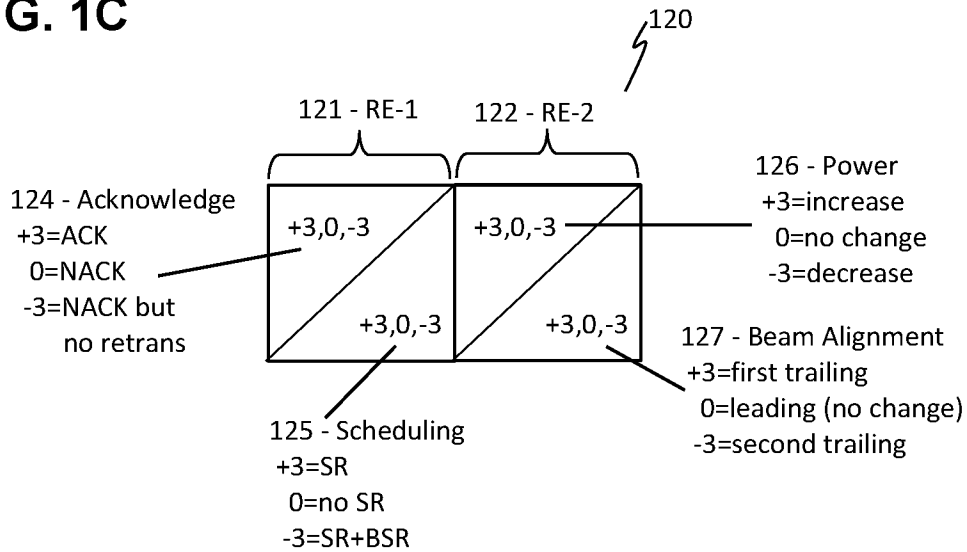 G. 1C
120
121 - RE-1
122 - RE-2
124 - Acknowledge
+3=ACK
0=NACK
-3=NACK but
no retrans
+3,0,-3
+3,0,-3
+3,0,-3
+3,0,-3
126 - Power
+3=increase
0=no change
-3=decrease
127 - Beam Alignment
+3=first trailing
0=leading (no change)
-3=second trailing
125 - Scheduling
+3=SR
0=no SR
-3=SR+BSR